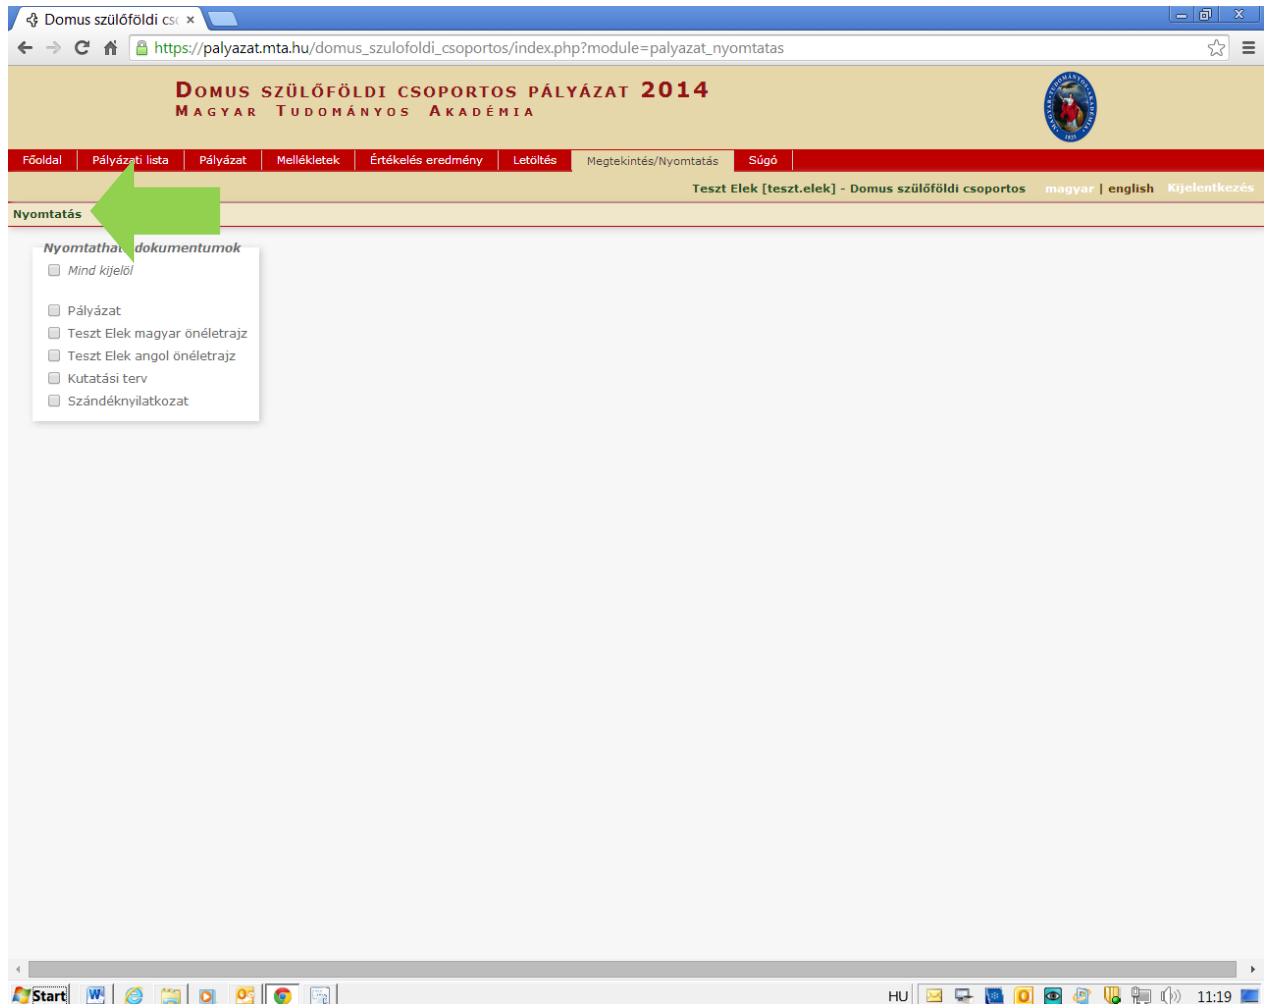 Domus szülőföldi cso
https://palyazat.mta.hu/domus_szulofoldi_csoportos/index.php?module=palyazat_nyomtatas
Domus szülőföldi csoportos pályázat 2014
Magyar Tudományos Akadémia
Főoldal Pályázati lista Pályázat Mellékletek Értékelés eredmény Letöltés Megtekintés/Nyomtatás Súgó
Teszt Elek [teszt.elek] - Domus szülőföldi csoportos magyar | english Kijelentkezés
Nyomtatás
Nyomtatható dokumentumok
Mind kijelöl
Pályázat
Teszt Elek magyar önéletrajz
Teszt Elek angol önéletrajz
Kutatási terv
Szándéknyilatkozat
Start HU 11:19